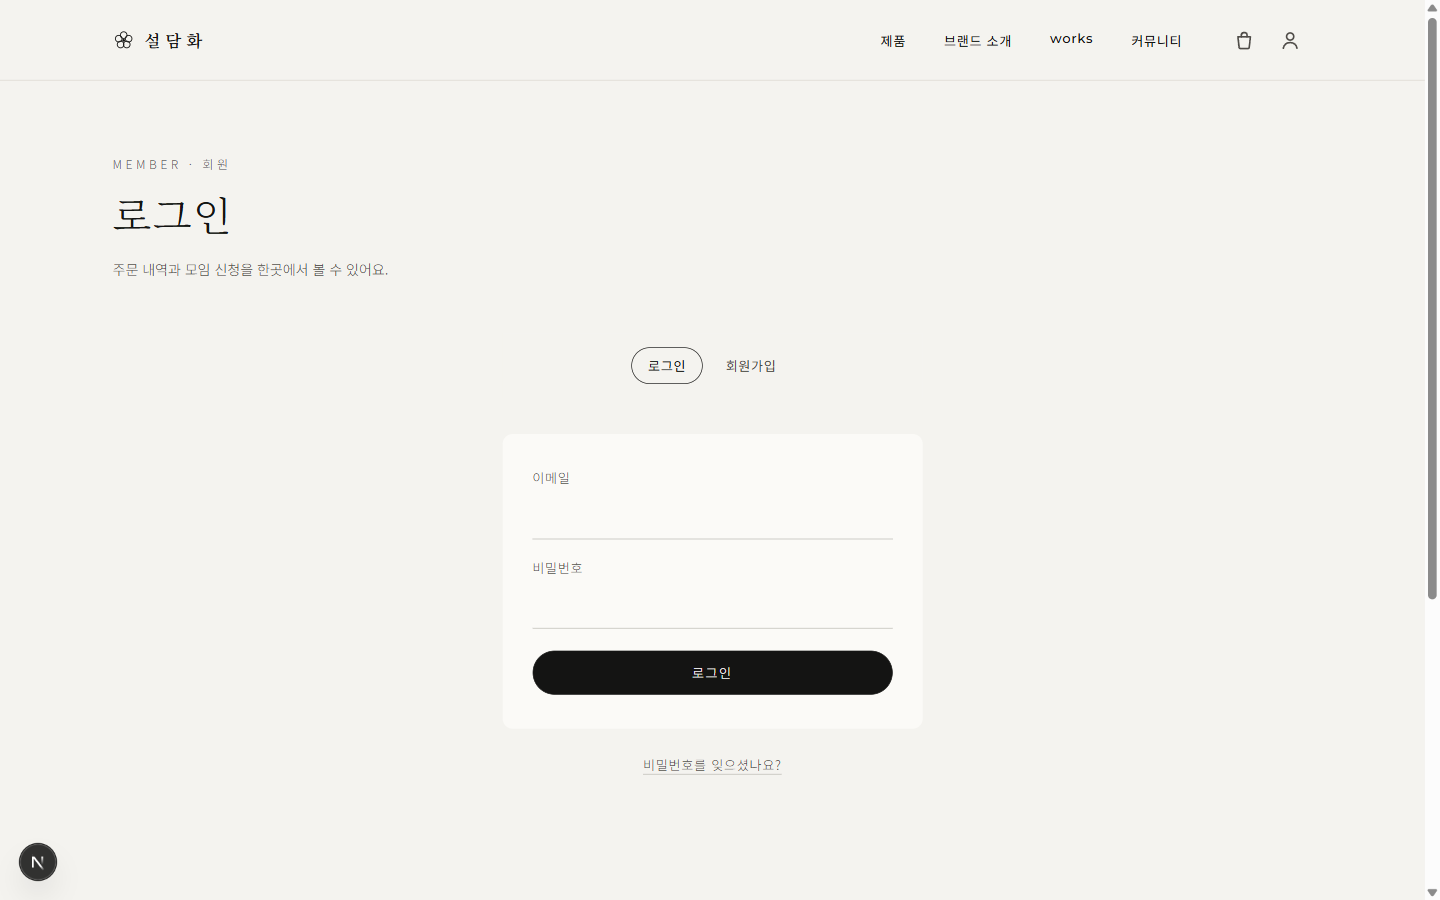 설담화
제품 브랜드 소개 works 커뮤니티
MEMBER · 회원
로그인
주문 내역과 모임 신청을 한곳에서 볼 수 있어요.
로그인 회원가입
이메일
비밀번호
로그인
비밀번호를 잊으셨나요?
N